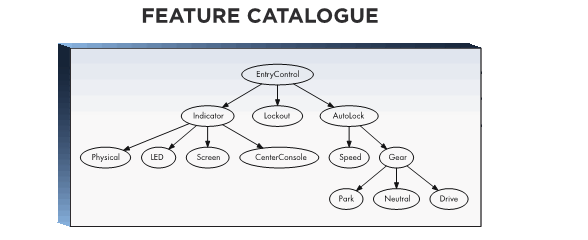 FEATURE CATALOGUE
EntryControl
Indicator Lockout AutoLock
Physical LED Screen CenterConsole Speed Gear
Park Neutral Drive